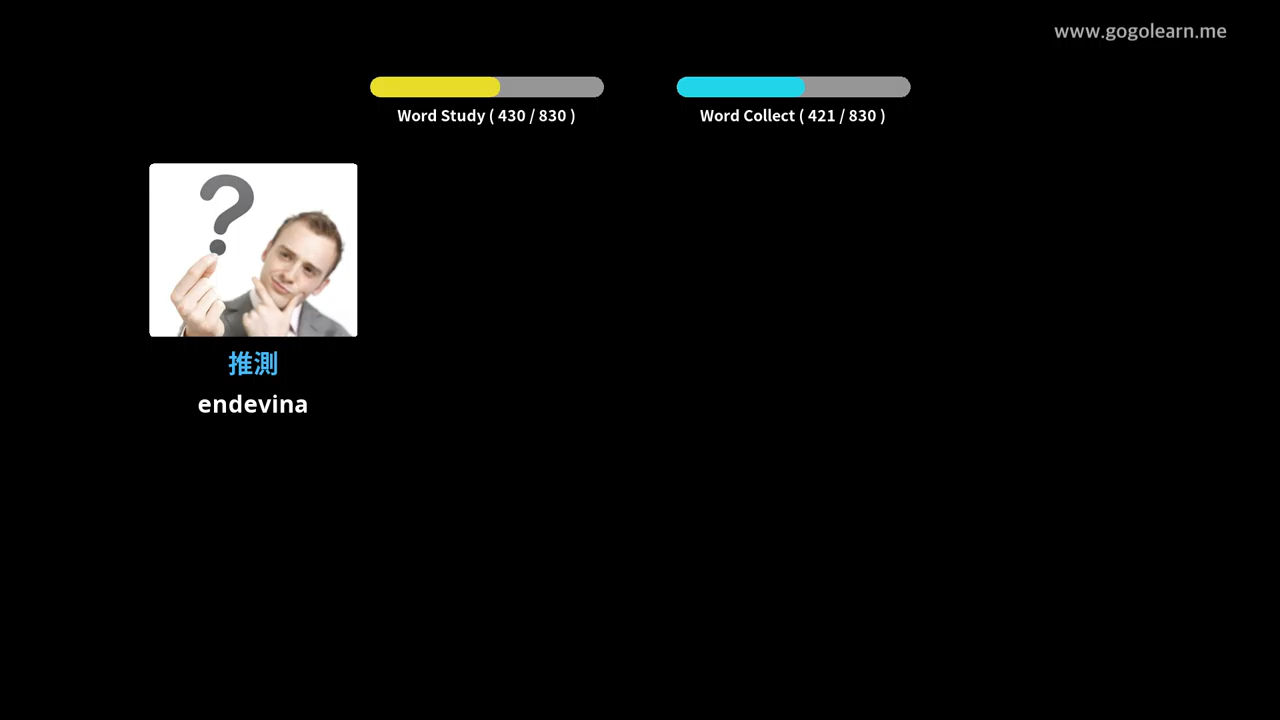 www.gogolearn.me
Word Study ( 430 / 830 )
Word Collect ( 421 / 830 )
?
推測
endevina